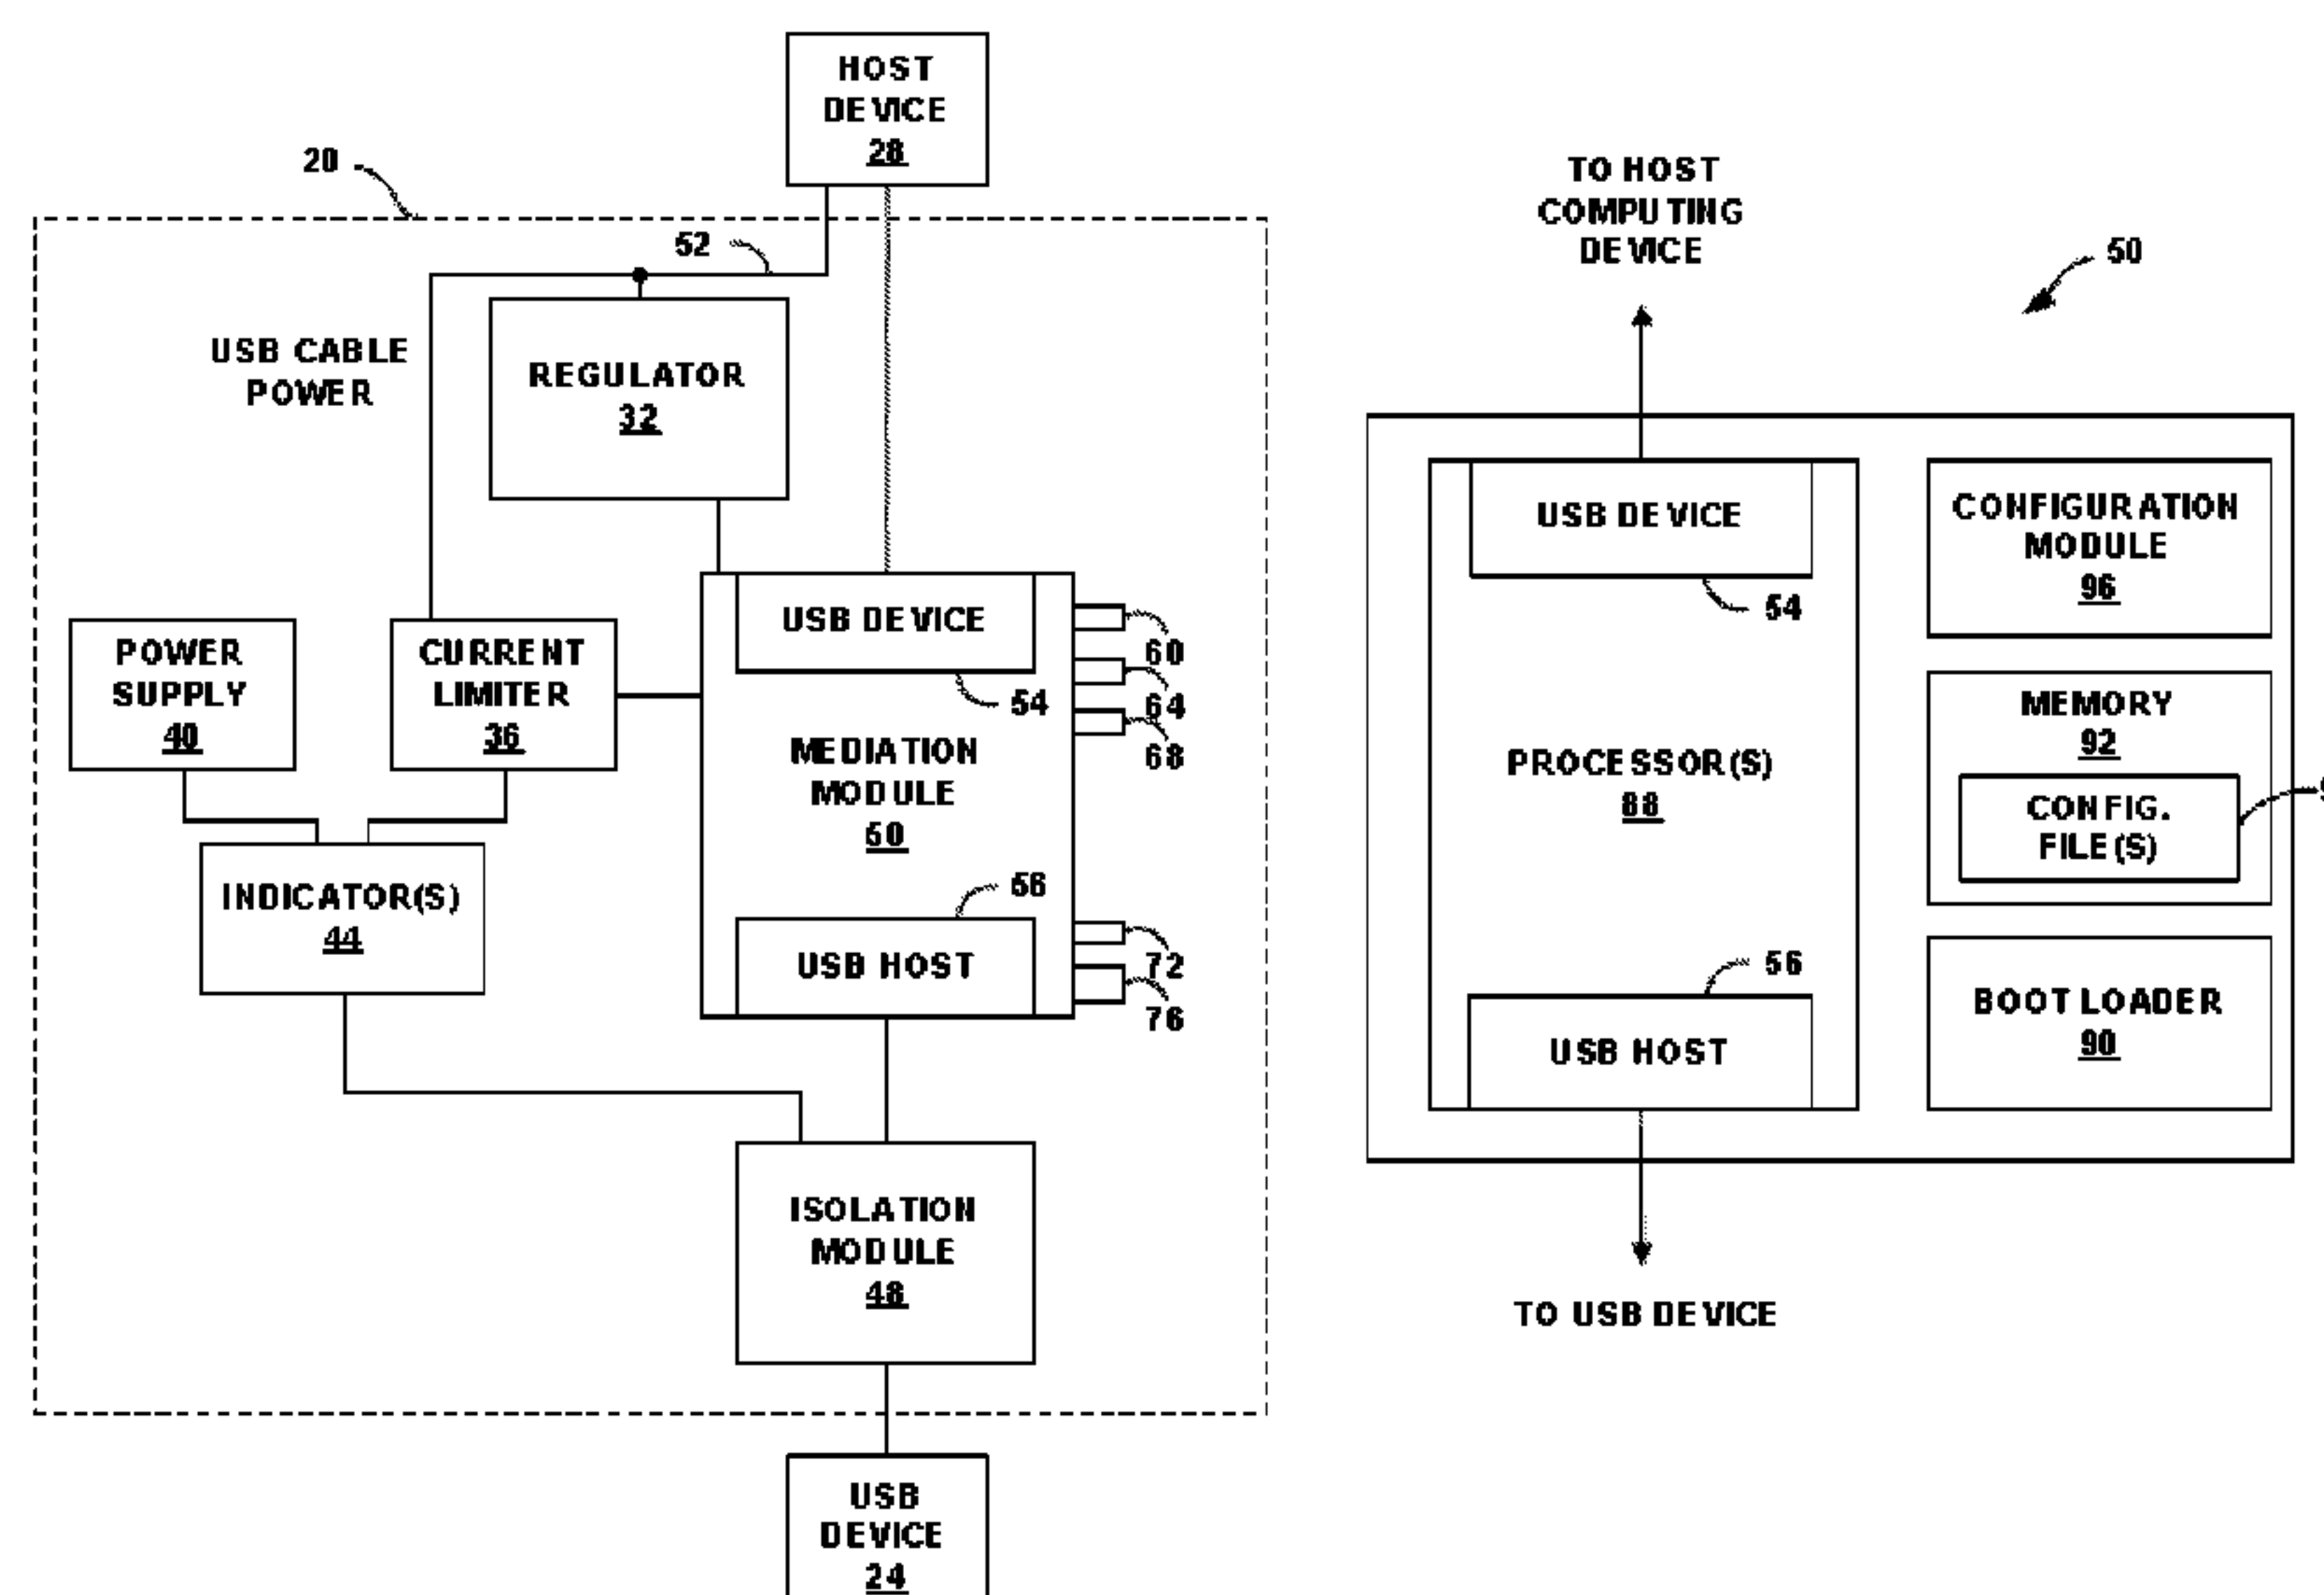 HOST
DEVICE
28
20
52
USB CABLE
POWER
REGULATOR
32
POWER
SUPPLY
40
CURRENT
LIMITER
36
USB DEVICE
54
60
64
68
MEDIATION
MODULE
50
56
USB HOST
72
76
INDICATOR(S)
44
ISOLATION
MODULE
48
USB
DEVICE
24
TO HOST
COMPUTING
DEVICE
50
USB DEVICE
54
CONFIGURATION
MODULE
96
PROCESSOR(S)
88
MEMORY
92
CONFIG.
FILE(S)
56
USB HOST
BOOT LOADER
90
TO USB DEVICE